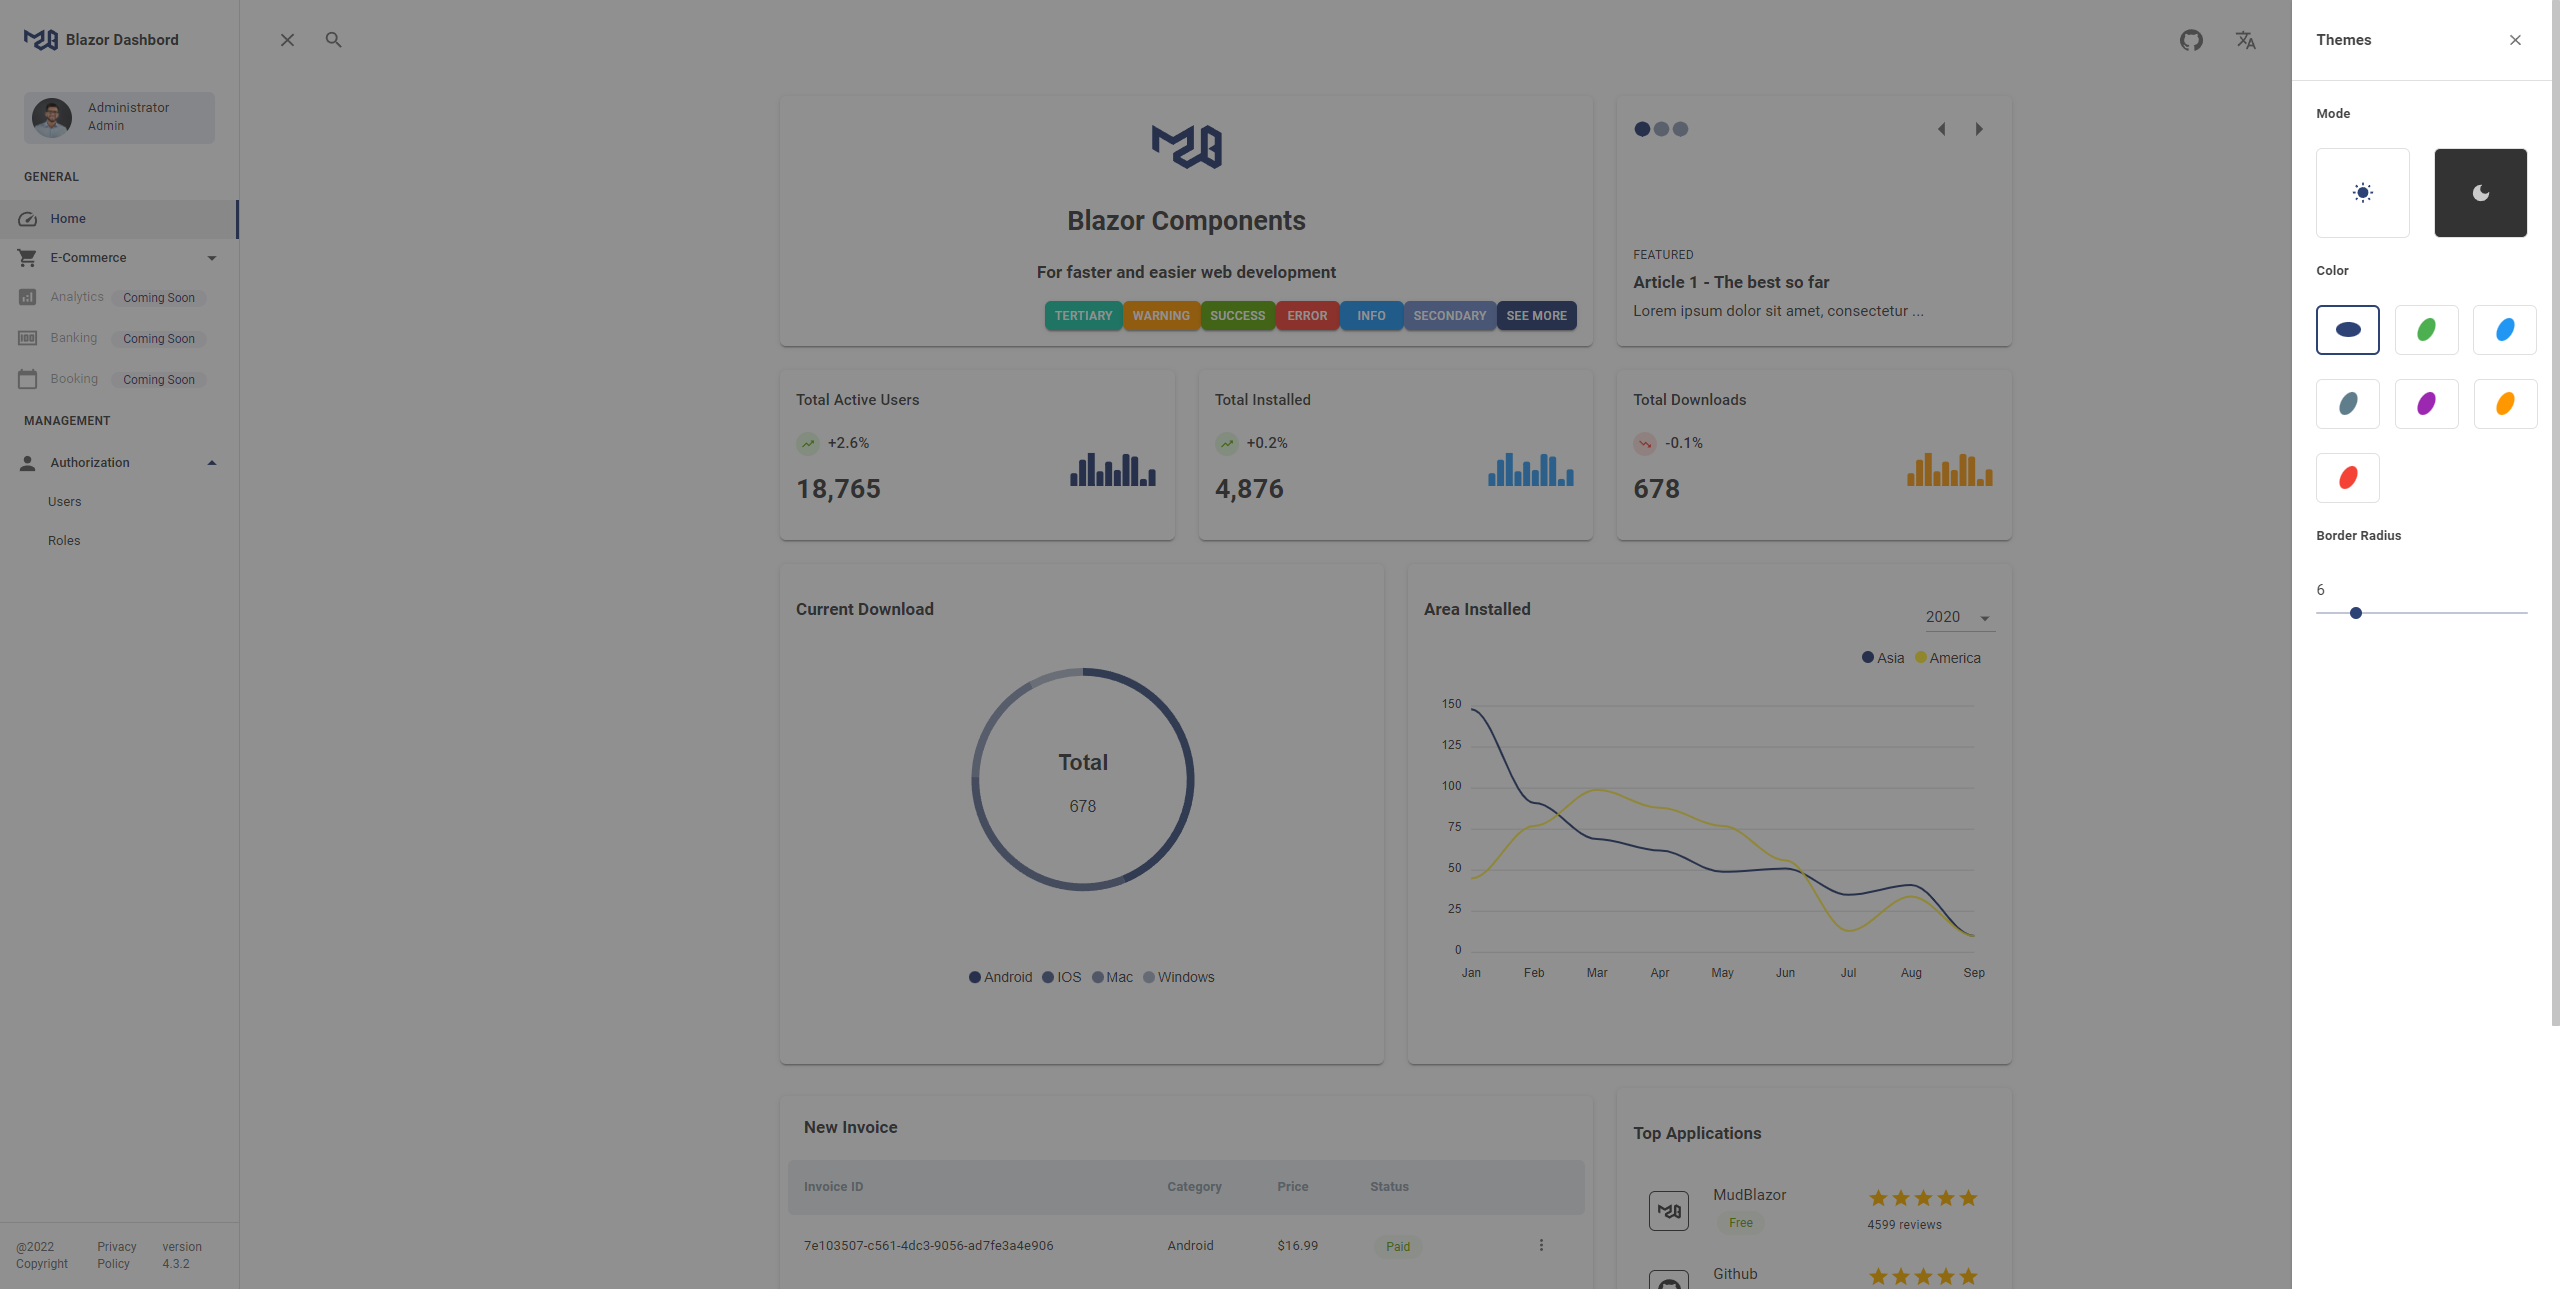 Blazor Dashbord
Administrator
Admin
GENERAL
Home
E-Commerce
Analytics Coming Soon
Banking Coming Soon
Booking Coming Soon
MANAGEMENT
Authorization
Users
Roles
@2022 Copyright
Privacy Policy
version 4.3.2
Blazor Components
For faster and easier web development
TERTIARY WARNING SUCCESS ERROR INFO SECONDARY SEE MORE
FEATURED
Article 1 - The best so far
Lorem ipsum dolor sit amet, consectetur ...
Total Active Users
+2.6%
18,765
Total Installed
+0.2%
4,876
Total Downloads
-0.1%
678
Current Download
Total
678
Android IOS Mac Windows
Area Installed
2020
Asia America
150
125
100
75
50
25
0
Jan Feb Mar Apr May Jun Jul Aug Sep
New Invoice
Invoice ID Category Price Status
7e103507-c561-4dc3-9056-ad7fe3a4e906 Android $16.99 Paid
Top Applications
MudBlazor
Free
4599 reviews
Github
Themes
Mode
Color
Border Radius
6